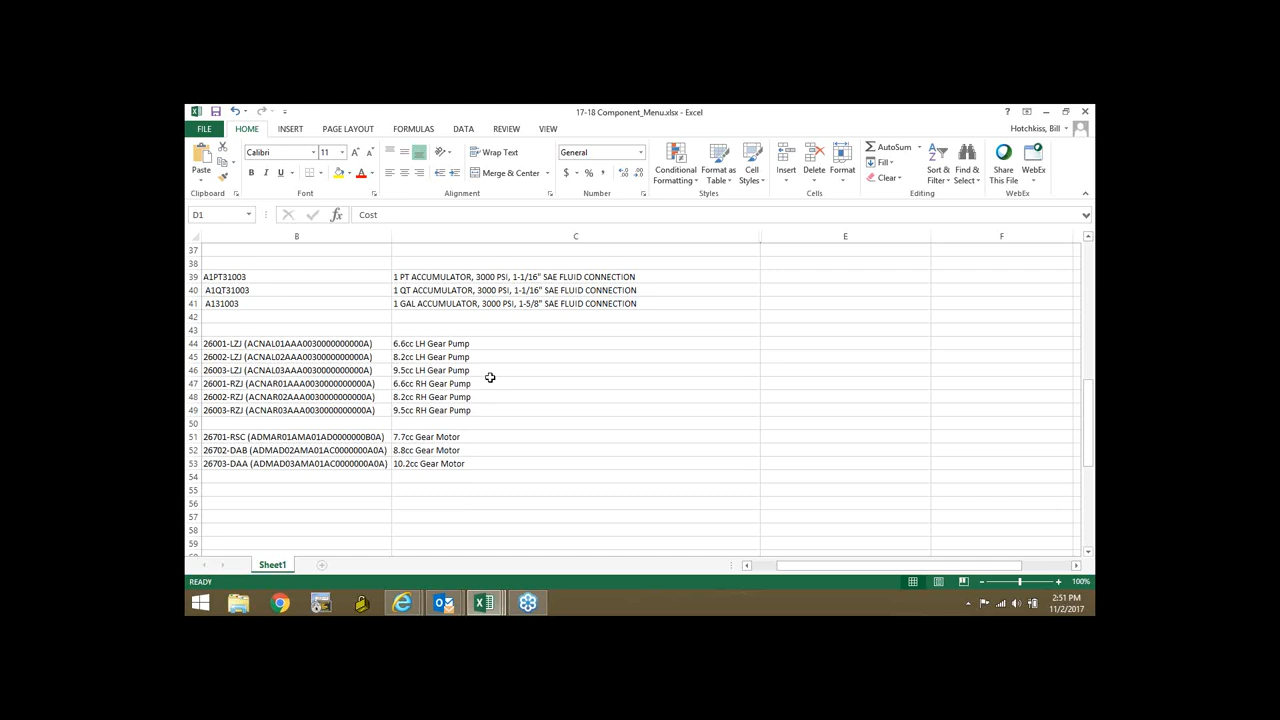 17-18 Component_Menu.xlsx - Excel
FILE HOME INSERT PAGE LAYOUT FORMULAS DATA REVIEW VIEW Hotchkiss, Bill
Paste
Clipboard
Calibri 11
B I U
Font
Wrap Text
Merge & Center
Alignment
General
$ % ,
Number
Conditional Formatting
Format as Table
Cell Styles
Styles
Insert
Delete
Format
Cells
AutoSum
Fill
Clear
Sort & Filter
Find & Select
Editing
Share This File
WebEx
WebEx
D1 fx Cost
B C E F
37
38
39 A1PT31003 1 PT ACCUMULATOR, 3000 PSI, 1-1/16" SAE FLUID CONNECTION
40 A1QT31003 1 QT ACCUMULATOR, 3000 PSI, 1-1/16" SAE FLUID CONNECTION
41 A131003 1 GAL ACCUMULATOR, 3000 PSI, 1-5/8" SAE FLUID CONNECTION
42
43
44 26001-LZJ (ACNAL01AAA0030000000000A) 6.6cc LH Gear Pump
45 26002-LZJ (ACNAL02AAA0030000000000A) 8.2cc LH Gear Pump
46 26003-LZJ (ACNAL03AAA0030000000000A) 9.5cc LH Gear Pump
47 26001-RZJ (ACNAR01AAA0030000000000A) 6.6cc RH Gear Pump
48 26002-RZJ (ACNAR02AAA0030000000000A) 8.2cc RH Gear Pump
49 26003-RZJ (ACNAR03AAA0030000000000A) 9.5cc RH Gear Pump
50
51 26701-RSC (ADMAR01AMA01AD0000000B0A) 7.7cc Gear Motor
52 26702-DAB (ADMAD02AMA01AC0000000A0A) 8.8cc Gear Motor
53 26703-DAA (ADMAD03AMA01AC0000000A0A) 10.2cc Gear Motor
54
55
56
57
58
59
Sheet1
READY 100%
2:51 PM
11/2/2017